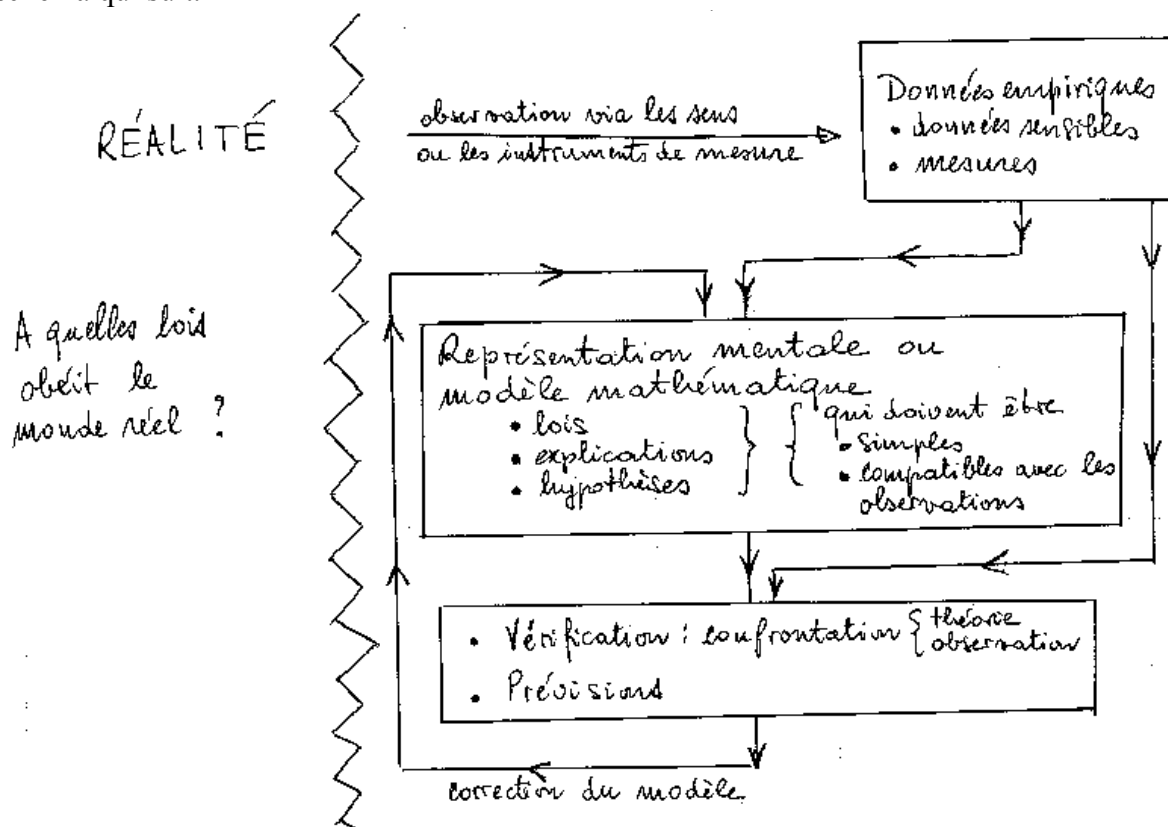 RÉALITÉ
observation via les sens
ou les instruments de mesure
Données empiriques
• données sensibles
• mesures
A quelles lois
obéit le
monde réel ?
Représentation mentale ou
modèle mathématique
• lois
• explications
• hypothèses
qui doivent être
• simples
• compatibles avec les
observations
• Vérification : confrontation { théorie
observation
• Prévisions
correction du modèle